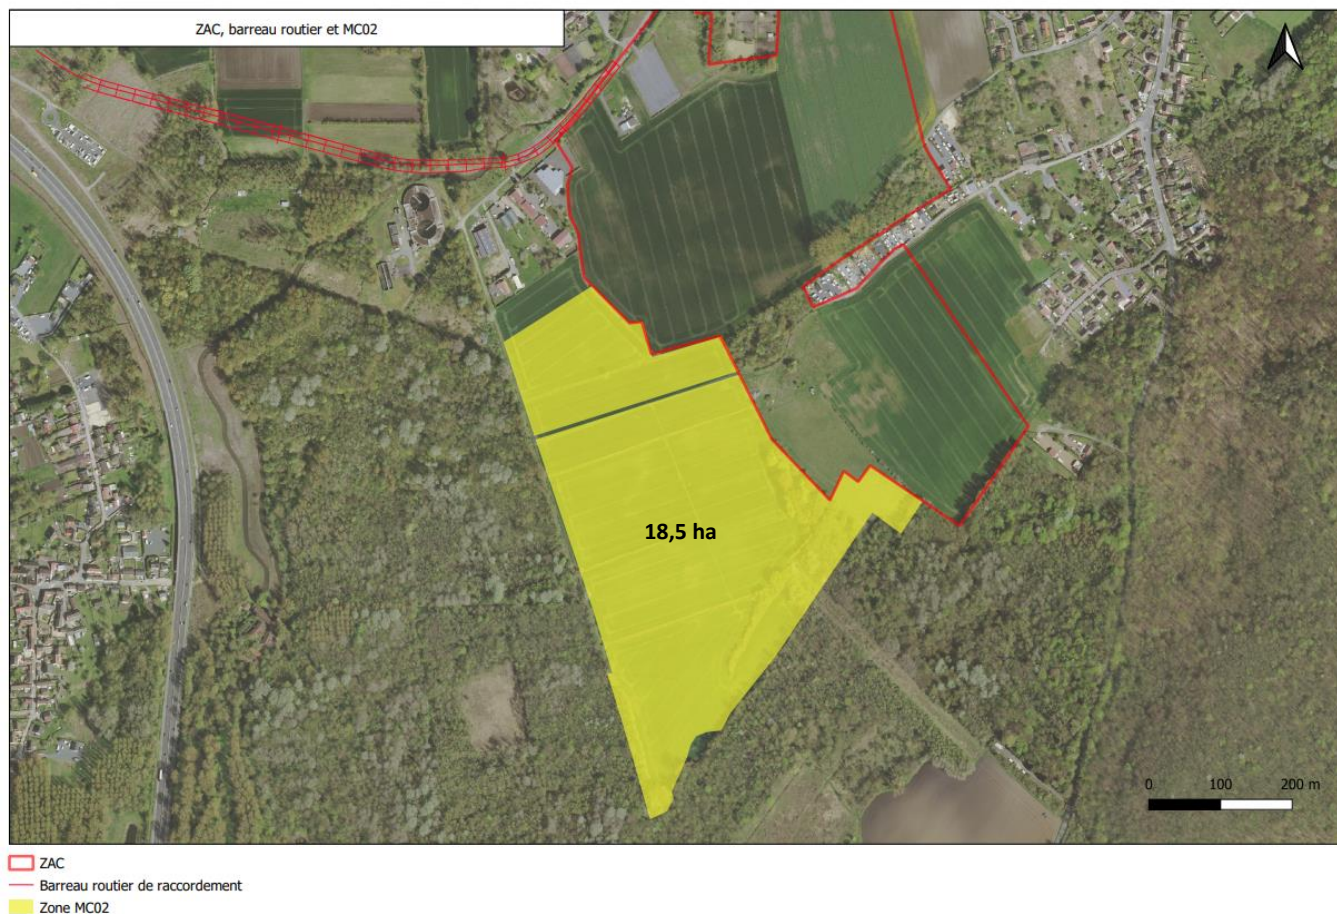 ZAC, barreau routier et MC02
18,5 ha
0 100 200 m
ZAC
Barreau routier de raccordement
Zone MC02